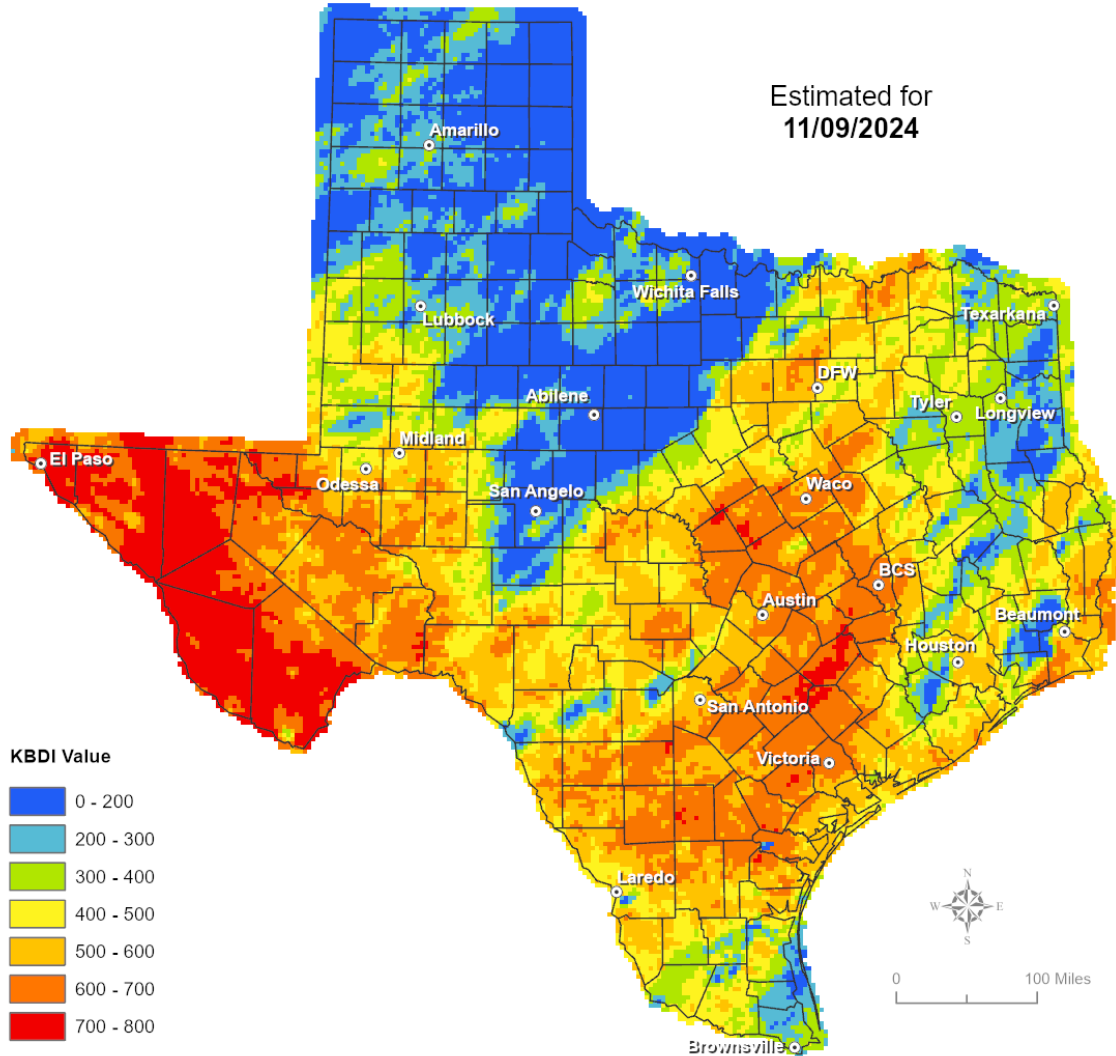 Estimated for
11/09/2024
Amarillo
Wichita Falls
Lubbock
Texarkana
DFW
Abilene
Tyler
Longview
Midland
El Paso
Odessa
San Angelo
Waco
BCS
Austin
Beaumont
Houston
San Antonio
Victoria
KBDI Value
0 - 200
200 - 300
300 - 400
400 - 500
500 - 600
600 - 700
700 - 800
Laredo
N
W E
S
0 100 Miles
Brownsville